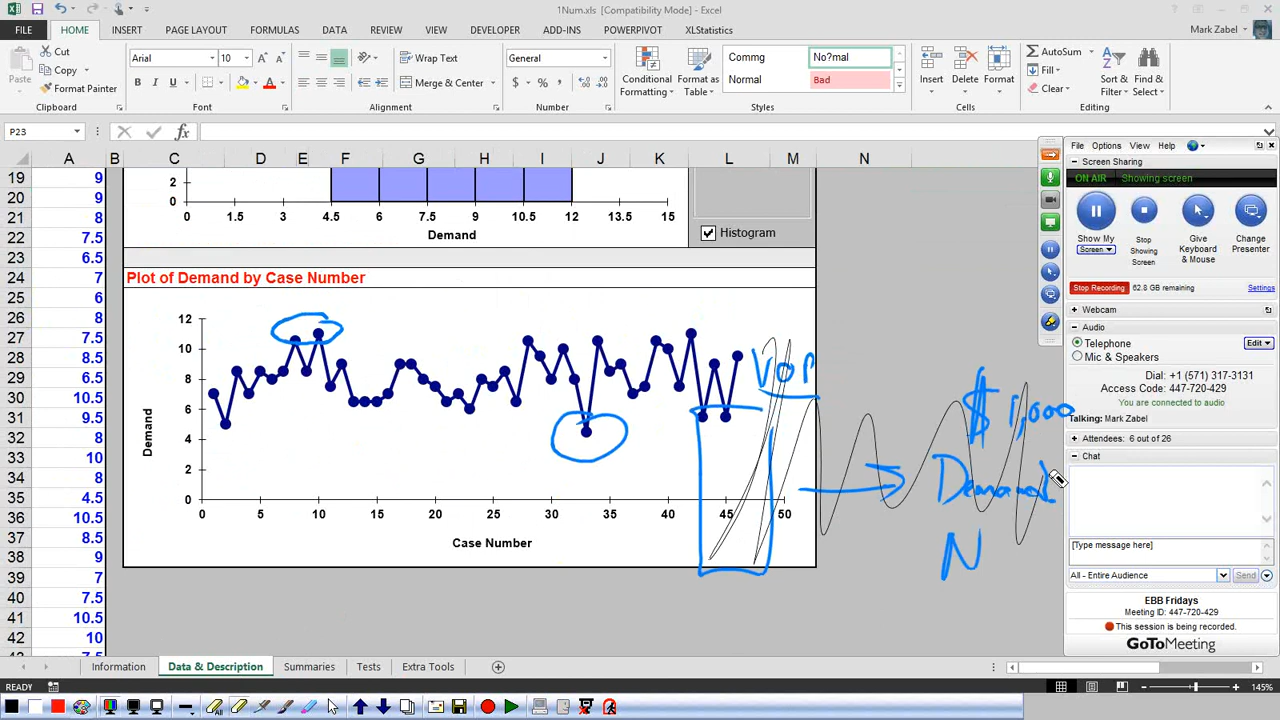 1Num.xls [Compatibility Mode] - Excel
FILE HOME INSERT PAGE LAYOUT FORMULAS DATA REVIEW VIEW DEVELOPER ADD-INS POWERPIVOT XLStatistics Mark Zabel
Paste
Cut
Copy
Format Painter
Clipboard
Arial 10
B I U
Font
Wrap Text
Merge & Center
Alignment
General
$ % ,
Number
Conditional Formatting
Format as Table
Commg No?mal
Normal Bad
Styles
Insert Delete Format
Cells
AutoSum
Fill
Clear
Sort & Filter
Find & Select
Editing
P23 fx
A B C D E F G H I J K L M N
19 9
20 9
21 8
22 7.5
23 6.5
24 7
25 6
26 8
27 7.5
28 8.5
29 6.5
30 10.5
31 9.5
32 8
33 10
34 8
35 4.5
36 10.5
37 8.5
38 9
39 7
40 7.5
41 10.5
42 10
2
0
0 1.5 3 4.5 6 7.5 9 10.5 12 13.5 15
Demand
Histogram
Plot of Demand by Case Number
12
10
8
6
4
2
0
Demand
0 5 10 15 20 25 30 35 40 45 50
Case Number
$1,000
Demand
N
File Options View Help
Screen Sharing
ON AIR Showing screen
Show My
Screen
Stop Showing Screen
Give Keyboard & Mouse
Change Presenter
Stop Recording 62.8 GB remaining Settings
Webcam
Audio
Telephone Edit
Mic & Speakers
Dial: +1 (571) 317-3131
Access Code: 447-720-429
You are connected to audio
Talking: Mark Zabel
Attendees: 6 out of 26
Chat
[Type message here]
All - Entire Audience Send
EBB Fridays
Meeting ID: 447-720-429
This session is being recorded.
GoToMeeting
Information Data & Description Summaries Tests Extra Tools
READY 145%